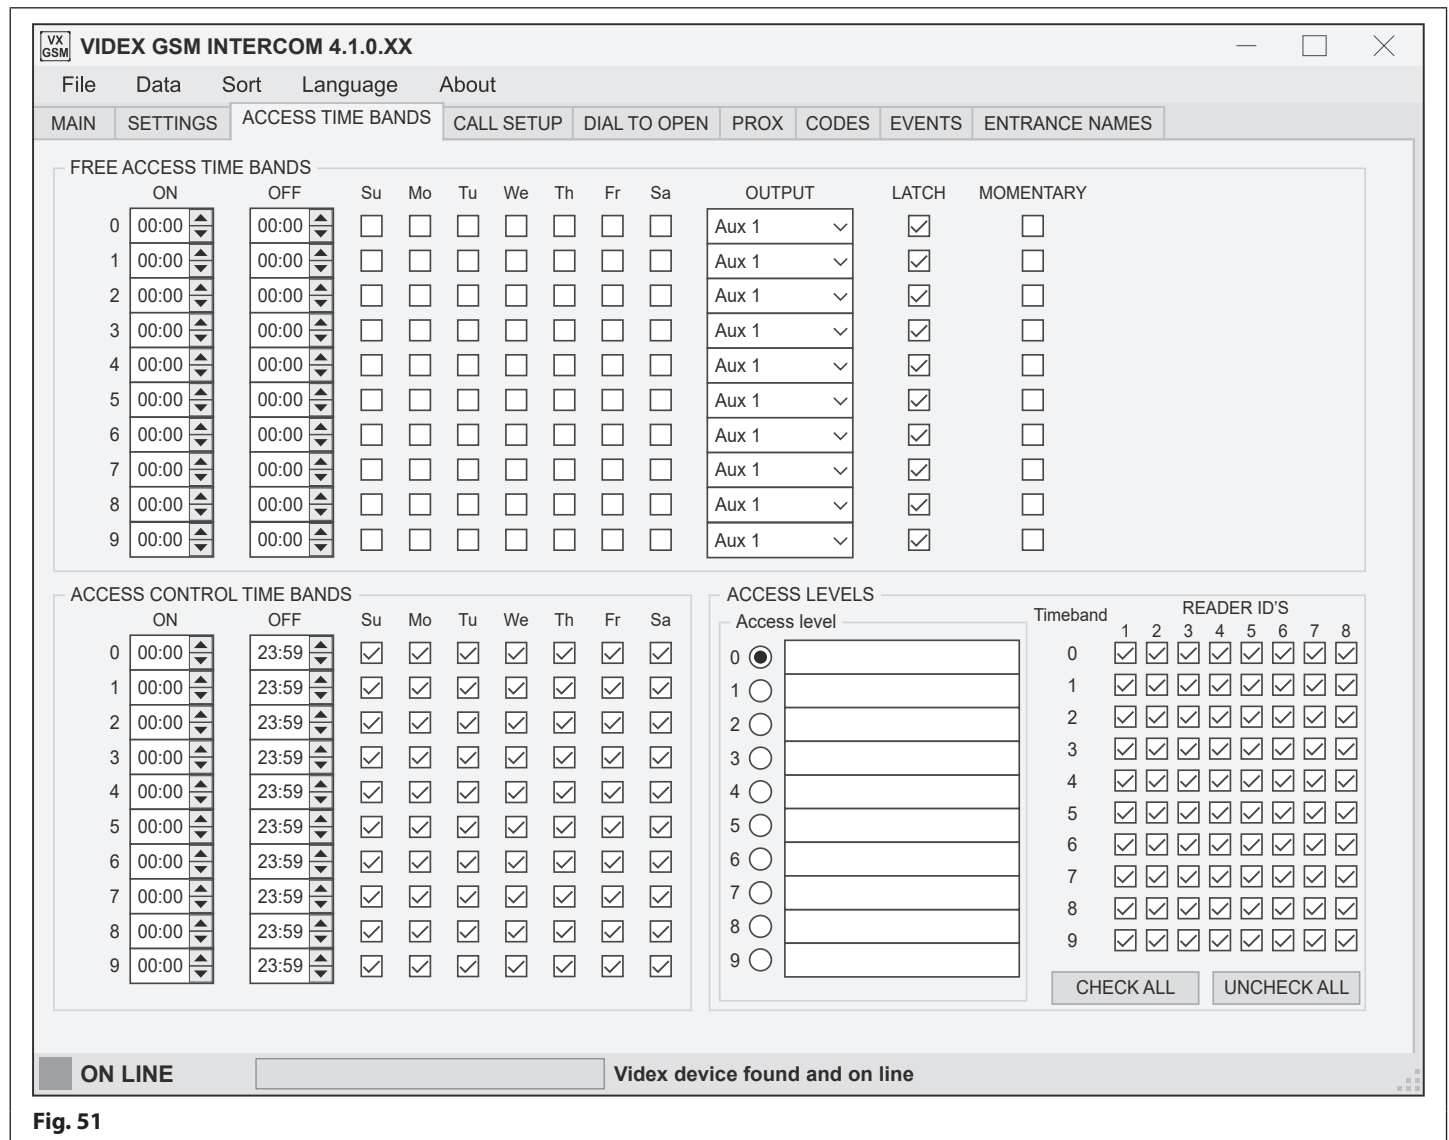 VX GSM VIDEX GSM INTERCOM 4.1.0.XX
File Data Sort Language About
MAIN SETTINGS ACCESS TIME BANDS CALL SETUP DIAL TO OPEN PROX CODES EVENTS ENTRANCE NAMES
FREE ACCESS TIME BANDS
ON OFF Su Mo Tu We Th Fr Sa OUTPUT LATCH MOMENTARY
0 00:00 00:00 Aux 1
1 00:00 00:00 Aux 1
2 00:00 00:00 Aux 1
3 00:00 00:00 Aux 1
4 00:00 00:00 Aux 1
5 00:00 00:00 Aux 1
6 00:00 00:00 Aux 1
7 00:00 00:00 Aux 1
8 00:00 00:00 Aux 1
9 00:00 00:00 Aux 1
ACCESS CONTROL TIME BANDS
ON OFF Su Mo Tu We Th Fr Sa
0 00:00 23:59
1 00:00 23:59
2 00:00 23:59
3 00:00 23:59
4 00:00 23:59
5 00:00 23:59
6 00:00 23:59
7 00:00 23:59
8 00:00 23:59
9 00:00 23:59
ACCESS LEVELS
Access level
0
1
2
3
4
5
6
7
8
9
Timeband READER ID'S
1 2 3 4 5 6 7 8
0
1
2
3
4
5
6
7
8
9
CHECK ALL UNCHECK ALL
ON LINE Videx device found and on line
Fig. 51